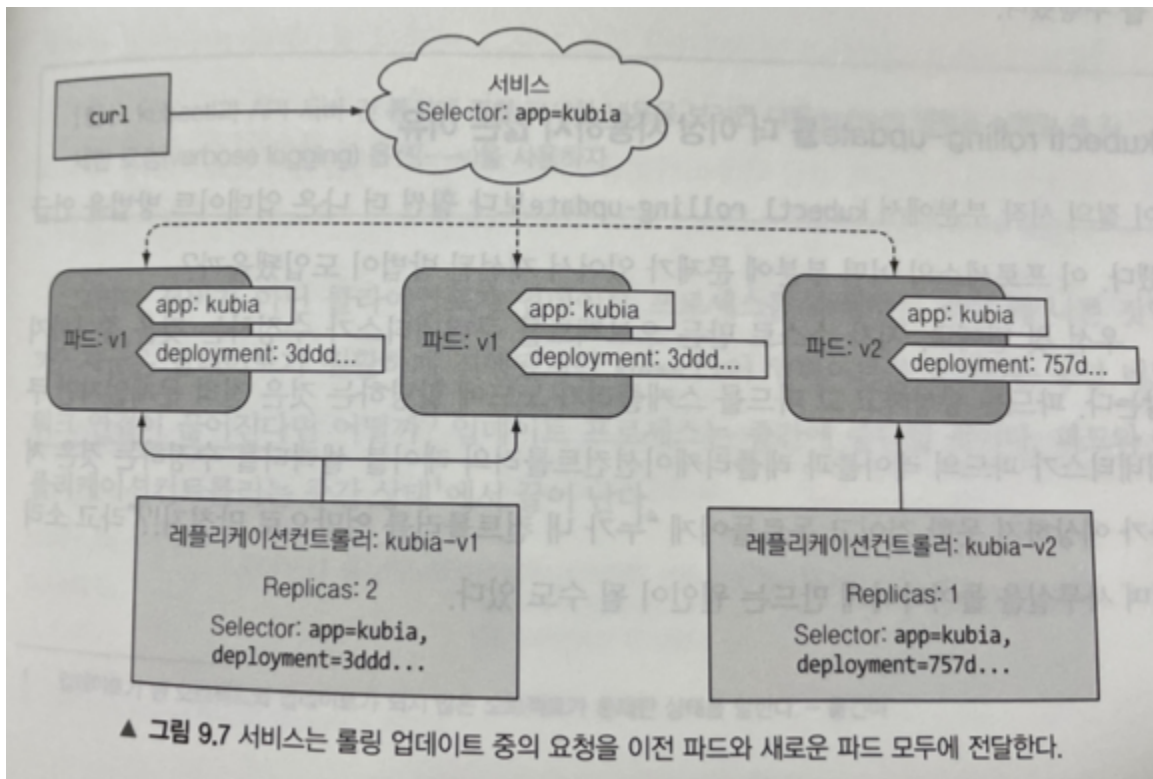 curl
서비스
Selector: app=kubia
파드: v1
app: kubia
deployment: 3ddd...
파드: v1
app: kubia
deployment: 3ddd...
파드: v2
app: kubia
deployment: 757d...
레플리케이션컨트롤러: kubia-v1
Replicas: 2
Selector: app=kubia,
deployment=3ddd...
레플리케이션컨트롤러: kubia-v2
Replicas: 1
Selector: app=kubia,
deployment=757d...
▲ 그림 9.7 서비스는 롤링 업데이트 중의 요청을 이전 파드와 새로운 파드 모두에 전달한다.